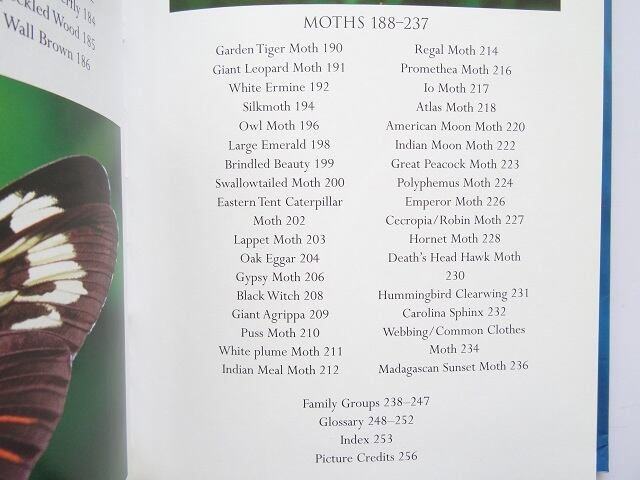 rfly 184
ckled Wood 185
Wall Brown 186
MOTHS 188–237
Garden Tiger Moth 190
Giant Leopard Moth 191
White Ermine 192
Silkmoth 194
Owl Moth 196
Large Emerald 198
Brindled Beauty 199
Swallowtailed Moth 200
Eastern Tent Caterpillar
Moth 202
Lappet Moth 203
Oak Eggar 204
Gypsy Moth 206
Black Witch 208
Giant Agrippa 209
Puss Moth 210
White plume Moth 211
Indian Meal Moth 212
Regal Moth 214
Promethea Moth 216
Io Moth 217
Atlas Moth 218
American Moon Moth 220
Indian Moon Moth 222
Great Peacock Moth 223
Polyphemus Moth 224
Emperor Moth 226
Cecropia/Robin Moth 227
Hornet Moth 228
Death's Head Hawk Moth
230
Hummingbird Clearwing 231
Carolina Sphinx 232
Webbing/Common Clothes
Moth 234
Madagascan Sunset Moth 236
Family Groups 238–247
Glossary 248–252
Index 253
Picture Credits 256